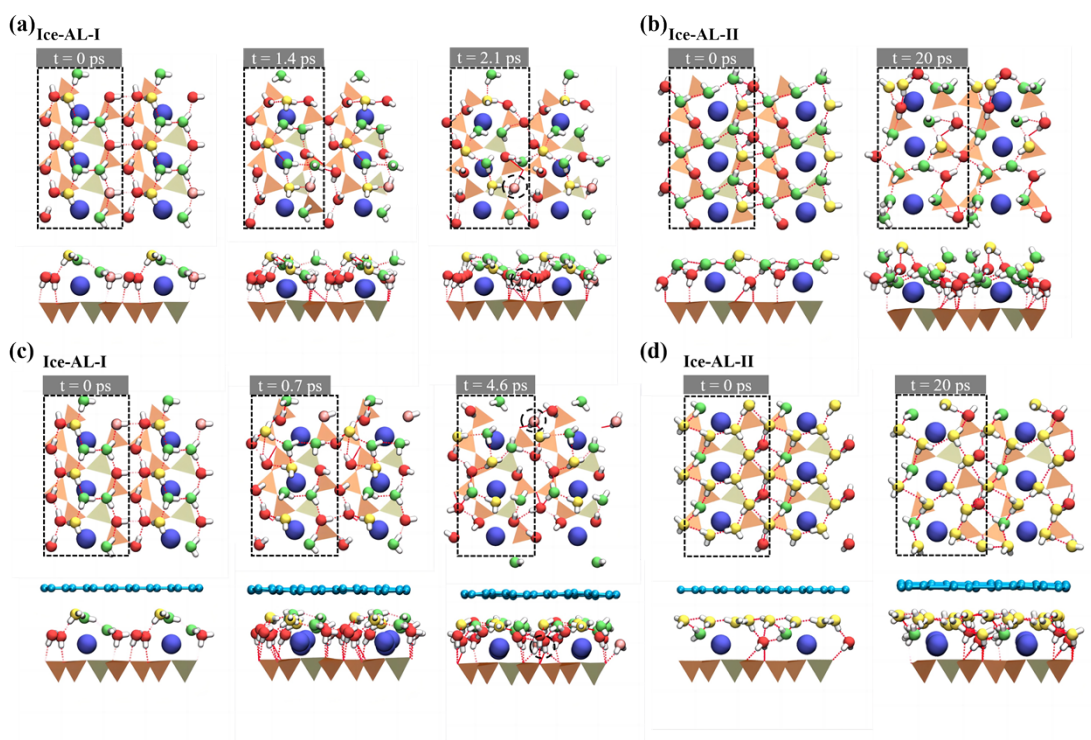 (a) Ice-AL-I
t = 0 ps
t = 1.4 ps
t = 2.1 ps
(b) Ice-AL-II
t = 0 ps
t = 20 ps
(c) Ice-AL-I
t = 0 ps
t = 0.7 ps
t = 4.6 ps
(d) Ice-AL-II
t = 0 ps
t = 20 ps